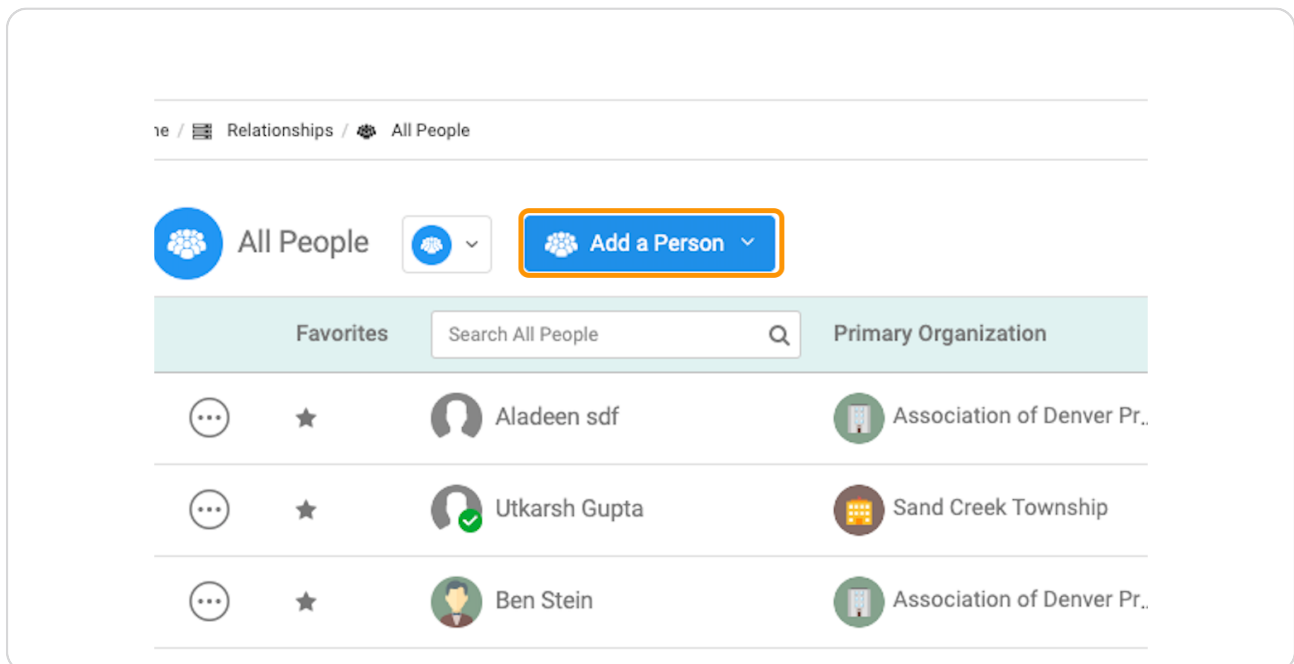 ne / Relationships / All People
All People Add a Person
Favorites Search All People Primary Organization
Aladeen sdf Association of Denver Pr..
Utkarsh Gupta Sand Creek Township
Ben Stein Association of Denver Pr..